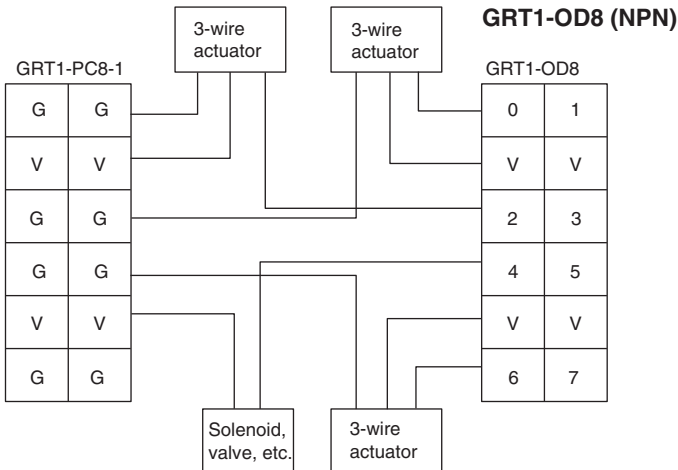 GRT1-OD8 (NPN)
3-wire
actuator
3-wire
actuator
GRT1-PC8-1
GRT1-OD8
G G
V V
G G
G G
V V
G G
0 1
V V
2 3
4 5
V V
6 7
Solenoid,
valve, etc.
3-wire
actuator